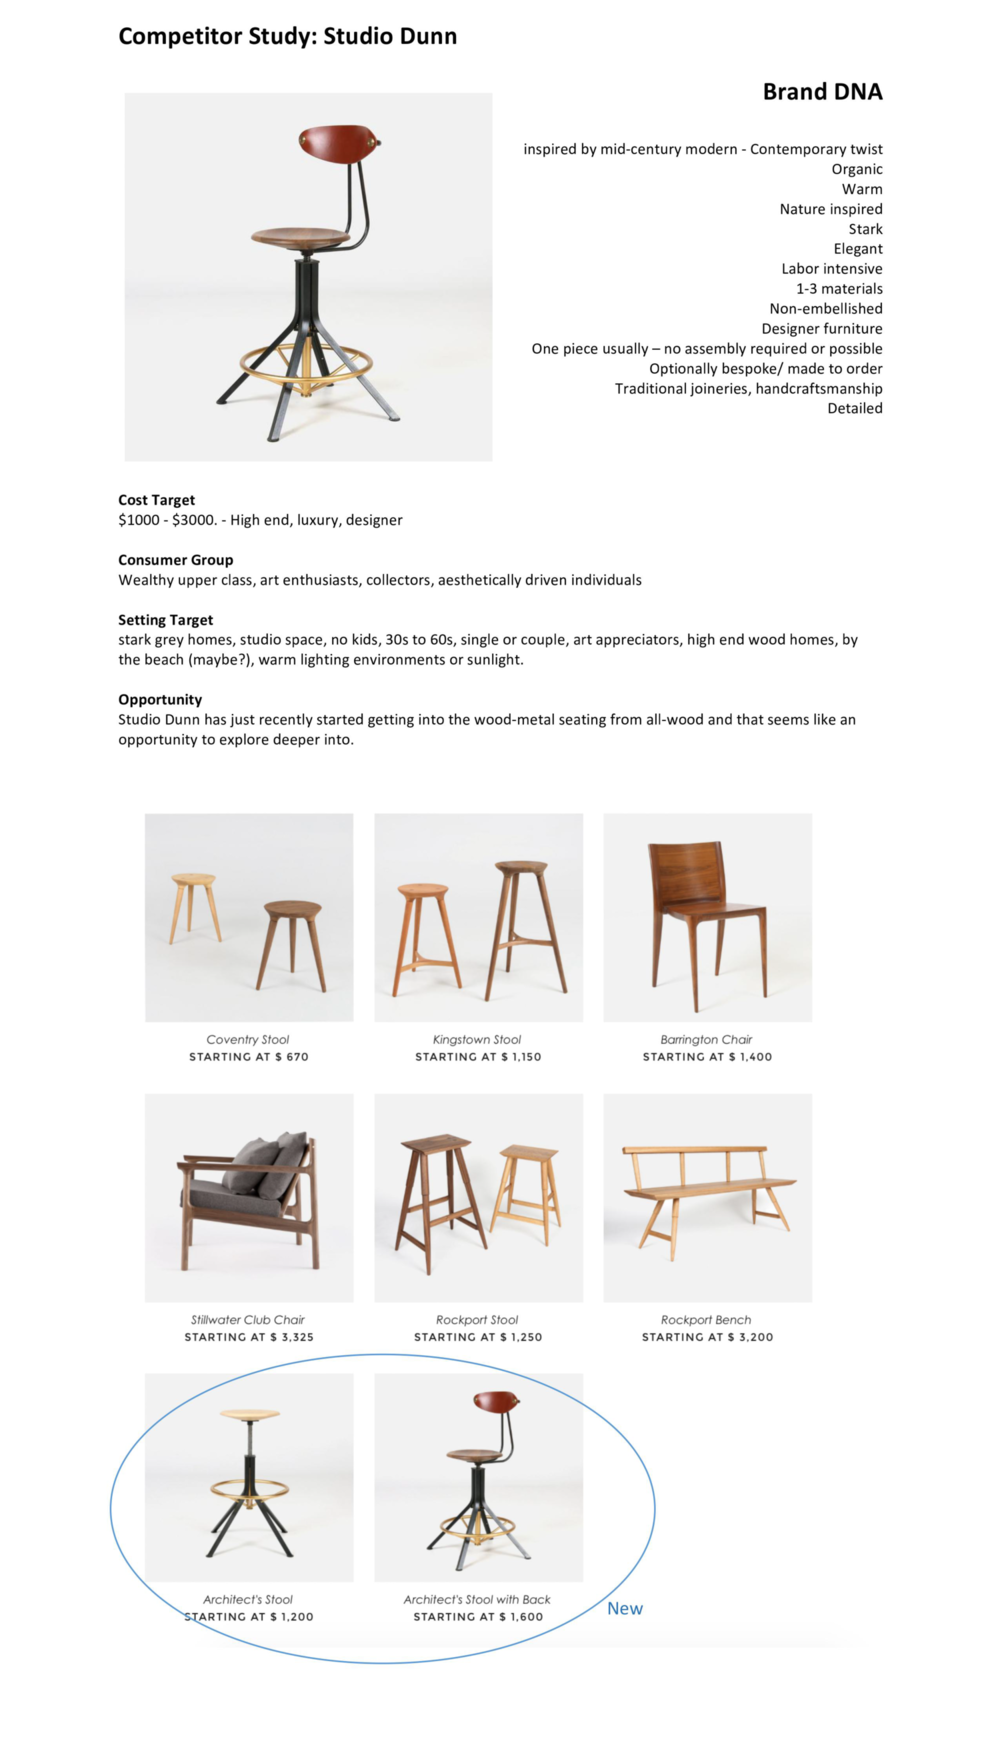 Competitor Study: Studio Dunn
Brand DNA
inspired by mid-century modern - Contemporary twist
Organic
Warm
Nature inspired
Stark
Elegant
Labor intensive
1-3 materials
Non-embellished
Designer furniture
One piece usually – no assembly required or possible
Optionally bespoke/ made to order
Traditional joineries, handcraftsmanship
Detailed
Cost Target
$1000 - $3000. - High end, luxury, designer
Consumer Group
Wealthy upper class, art enthusiasts, collectors, aesthetically driven individuals
Setting Target
stark grey homes, studio space, no kids, 30s to 60s, single or couple, art appreciators, high end wood homes, by
the beach (maybe?), warm lighting environments or sunlight.
Opportunity
Studio Dunn has just recently started getting into the wood-metal seating from all-wood and that seems like an
opportunity to explore deeper into.
Coventry Stool
STARTING AT $ 670
Kingstown Stool
STARTING AT $ 1,150
Barrington Chair
STARTING AT $ 1,400
Stillwater Club Chair
STARTING AT $ 3,325
Rockport Stool
STARTING AT $ 1,250
Rockport Bench
STARTING AT $ 3,200
Architect's Stool
STARTING AT $ 1,200
Architect's Stool with Back
STARTING AT $ 1,600
New